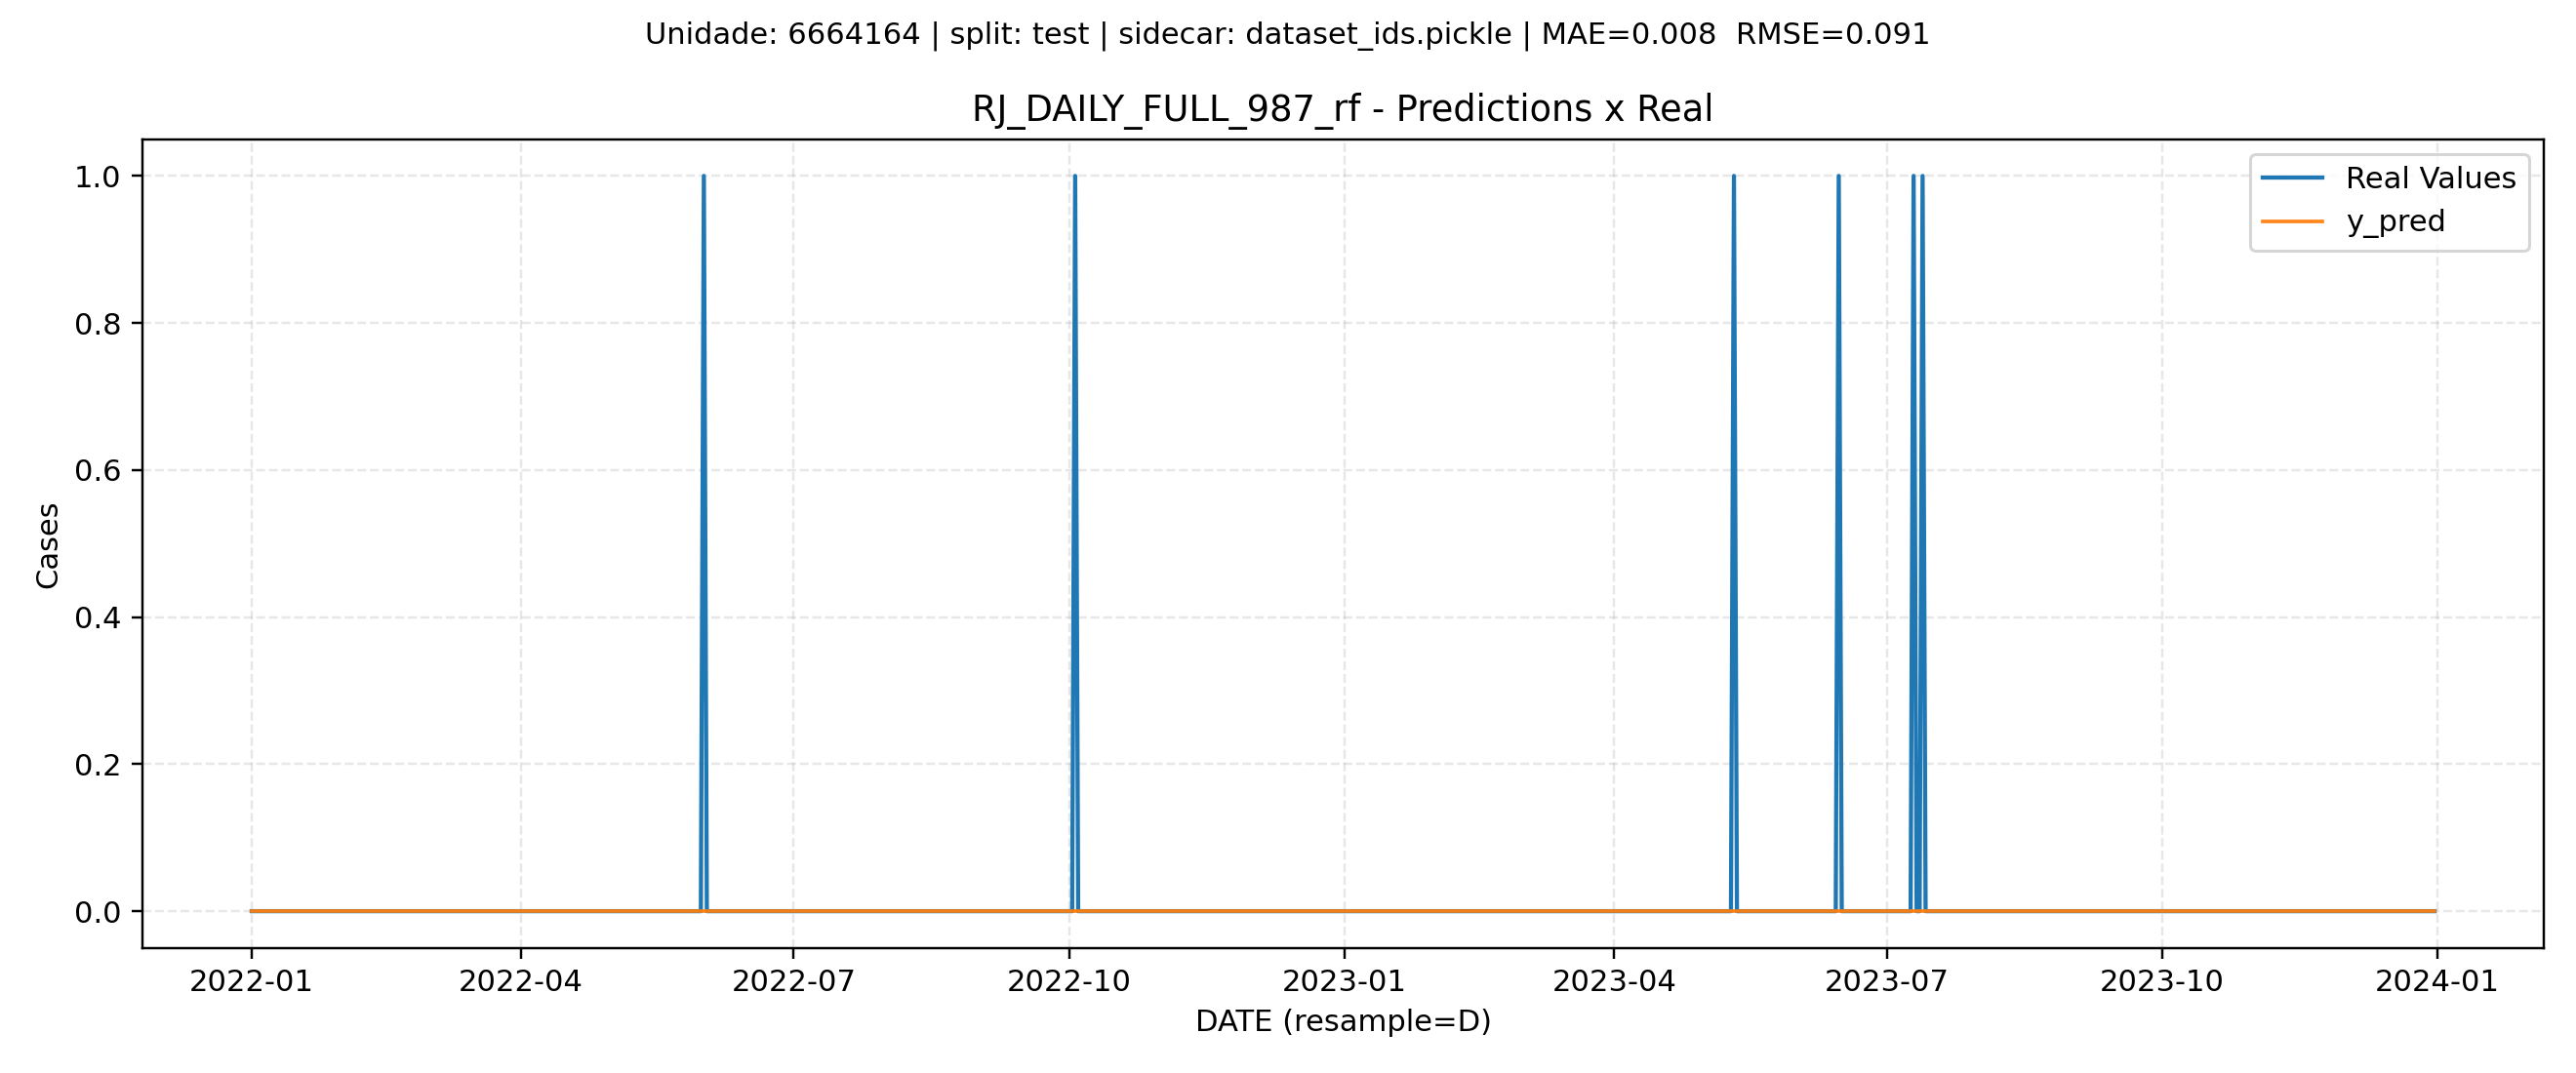 Unidade: 6664164 | split: test | sidecar: dataset_ids.pickle | MAE=0.008  RMSE=0.091
RJ_DAILY_FULL_987_rf - Predictions x Real
Real Values
y_pred
1.0
0.8
0.6
0.4
0.2
0.0
Cases
2022-01 2022-04 2022-07 2022-10 2023-01 2023-04 2023-07 2023-10 2024-01
DATE (resample=D)